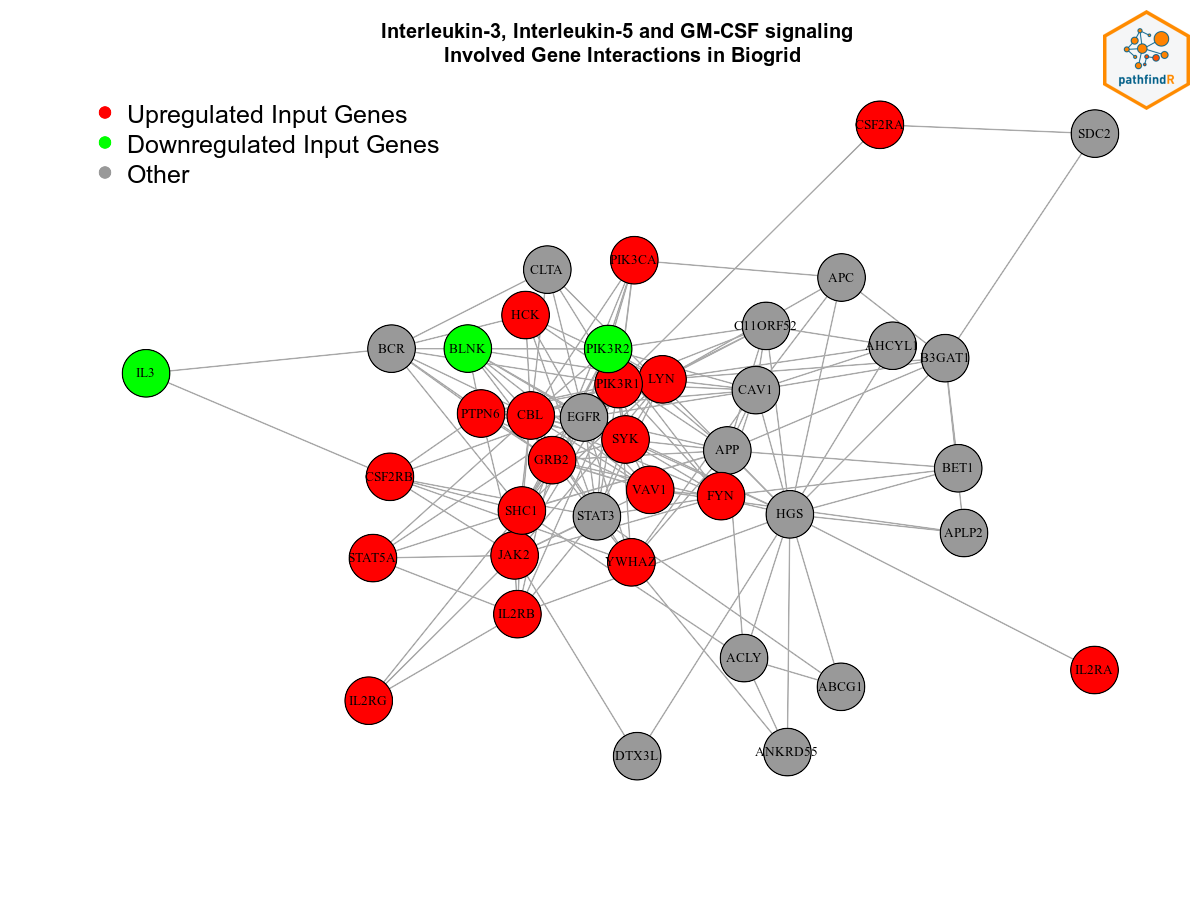 Interleukin-3, Interleukin-5 and GM-CSF signaling
Involved Gene Interactions in Biogrid
pathfindR
Upregulated Input Genes
Downregulated Input Genes
Other
CSF2RA
SDC2
PIK3CA
CLTA
APC
HCK
C11ORF52
BCR
BLNK
PIK3R2
AHCYL1
B3GAT1
IL3
PIK3R1
LYN
CAV1
PTPN6
CBL
EGFR
SYK
APP
GRB2
BET1
CSF2RB
VAV1
FYN
SHC1
STAT3
HGS
APLP2
STAT5A
JAK2
YWHAZ
IL2RB
ACLY
IL2RA
ABCG1
IL2RG
DTX3L
ANKRD55